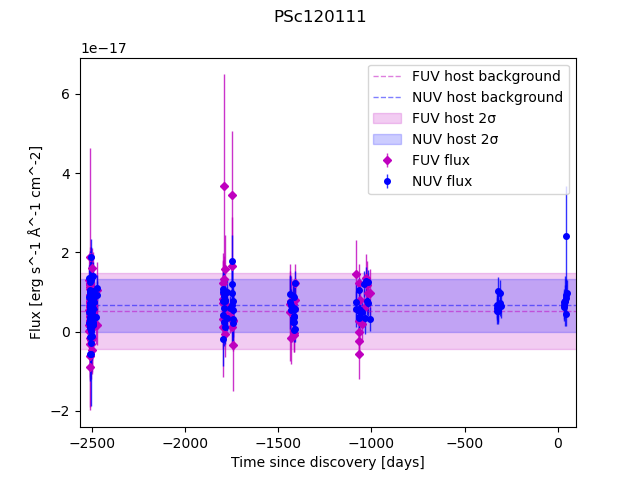 PSc120111
1e−17
FUV host background
NUV host background
FUV host 2σ
NUV host 2σ
FUV flux
NUV flux
6
4
2
0
−2
Flux [erg s^-1 Å^-1 cm^-2]
−2500 −2000 −1500 −1000 −500 0
Time since discovery [days]